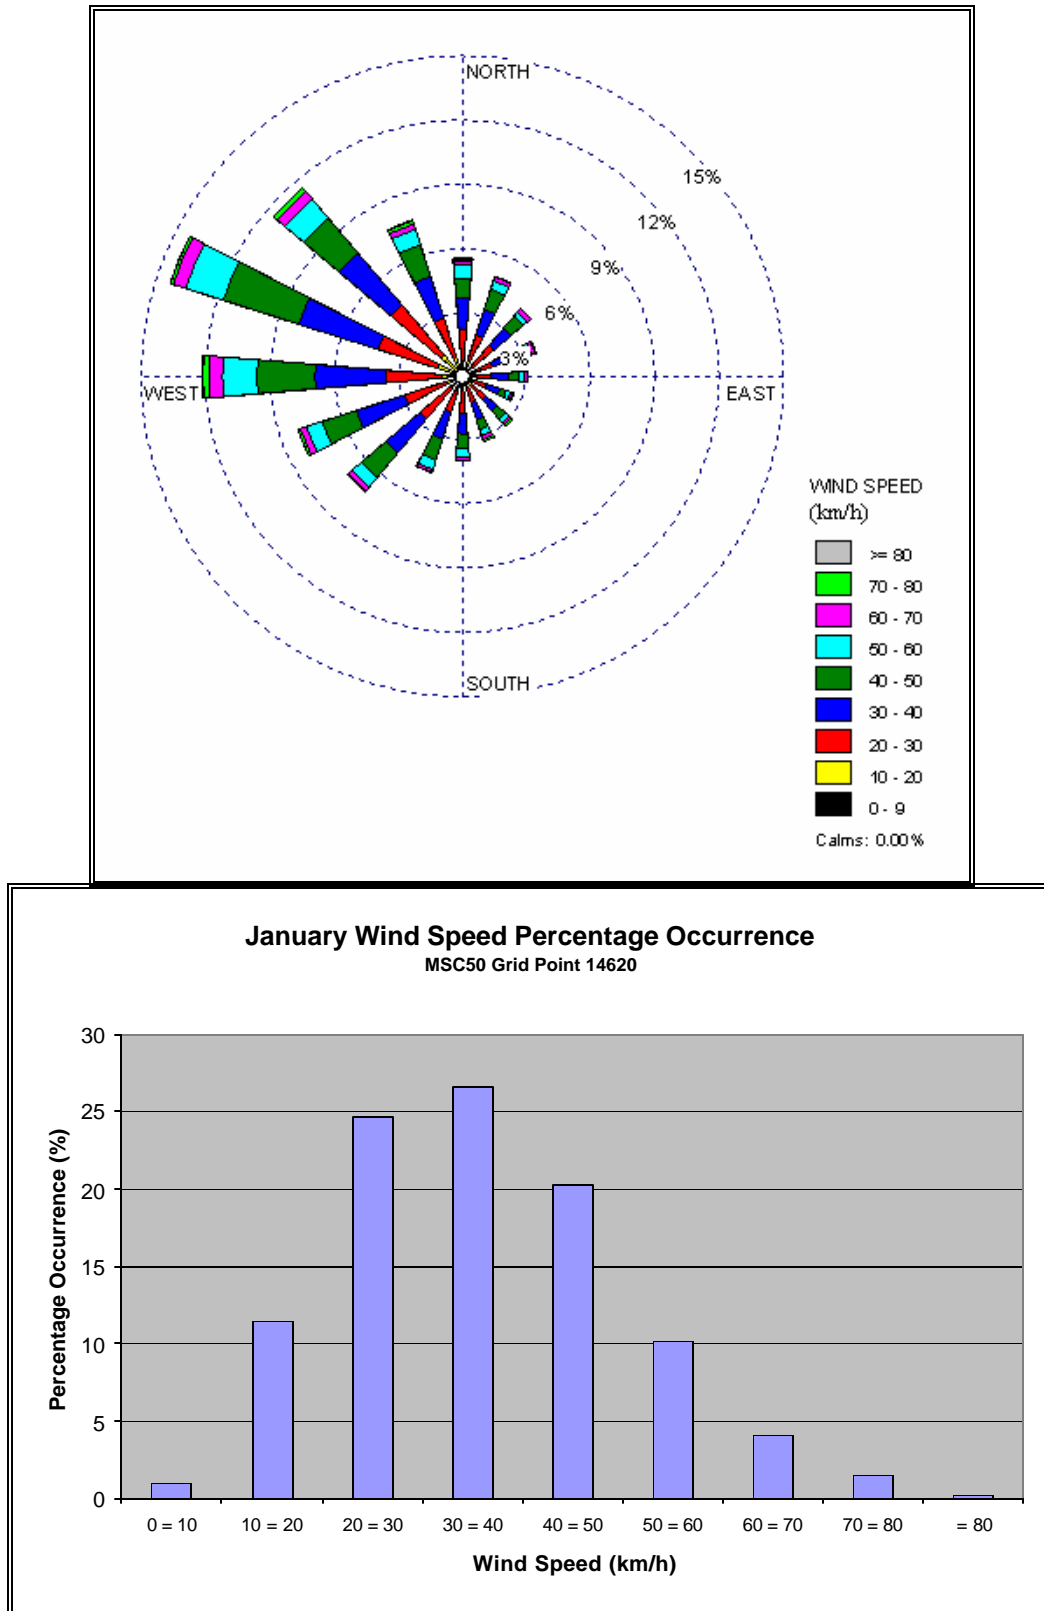 NORTH
15%
12%
9%
6%
3%
WEST
EAST
SOUTH
WIND SPEED
(km/h)
>= 80
70 - 80
60 - 70
50 - 60
40 - 50
30 - 40
20 - 30
10 - 20
0 - 9
Calms: 0.00%
January Wind Speed Percentage Occurrence
MSC50 Grid Point 14620
30
25
20
15
10
5
0
Percentage Occurrence (%)
0 = 10 10 = 20 20 = 30 30 = 40 40 = 50 50 = 60 60 = 70 70 = 80 = 80
Wind Speed (km/h)